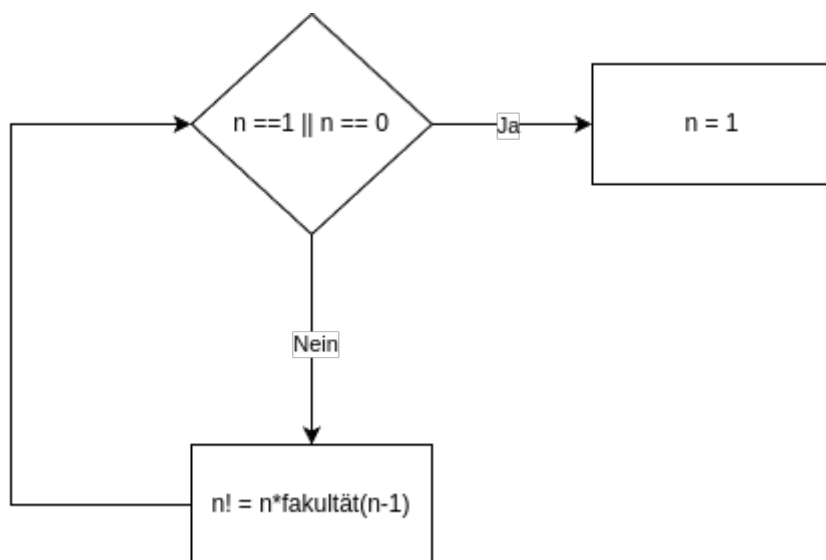 n ==1 || n == 0
Ja
n = 1
Nein
n! = n*fakultät(n-1)